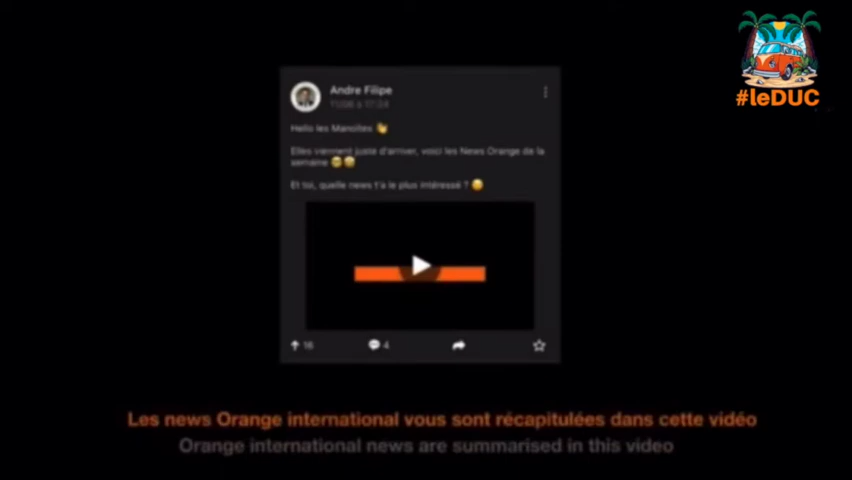 #leDUC
Andre Filipe
Hello les Manoïtes 👋
Elles viennent juste d'arriver, voici les News Orange de la
semaine
Et toi, quelle news t'a le plus intéressé ?
16
4
Les news Orange international vous sont récapitulées dans cette vidéo
Orange international news are summarised in this video